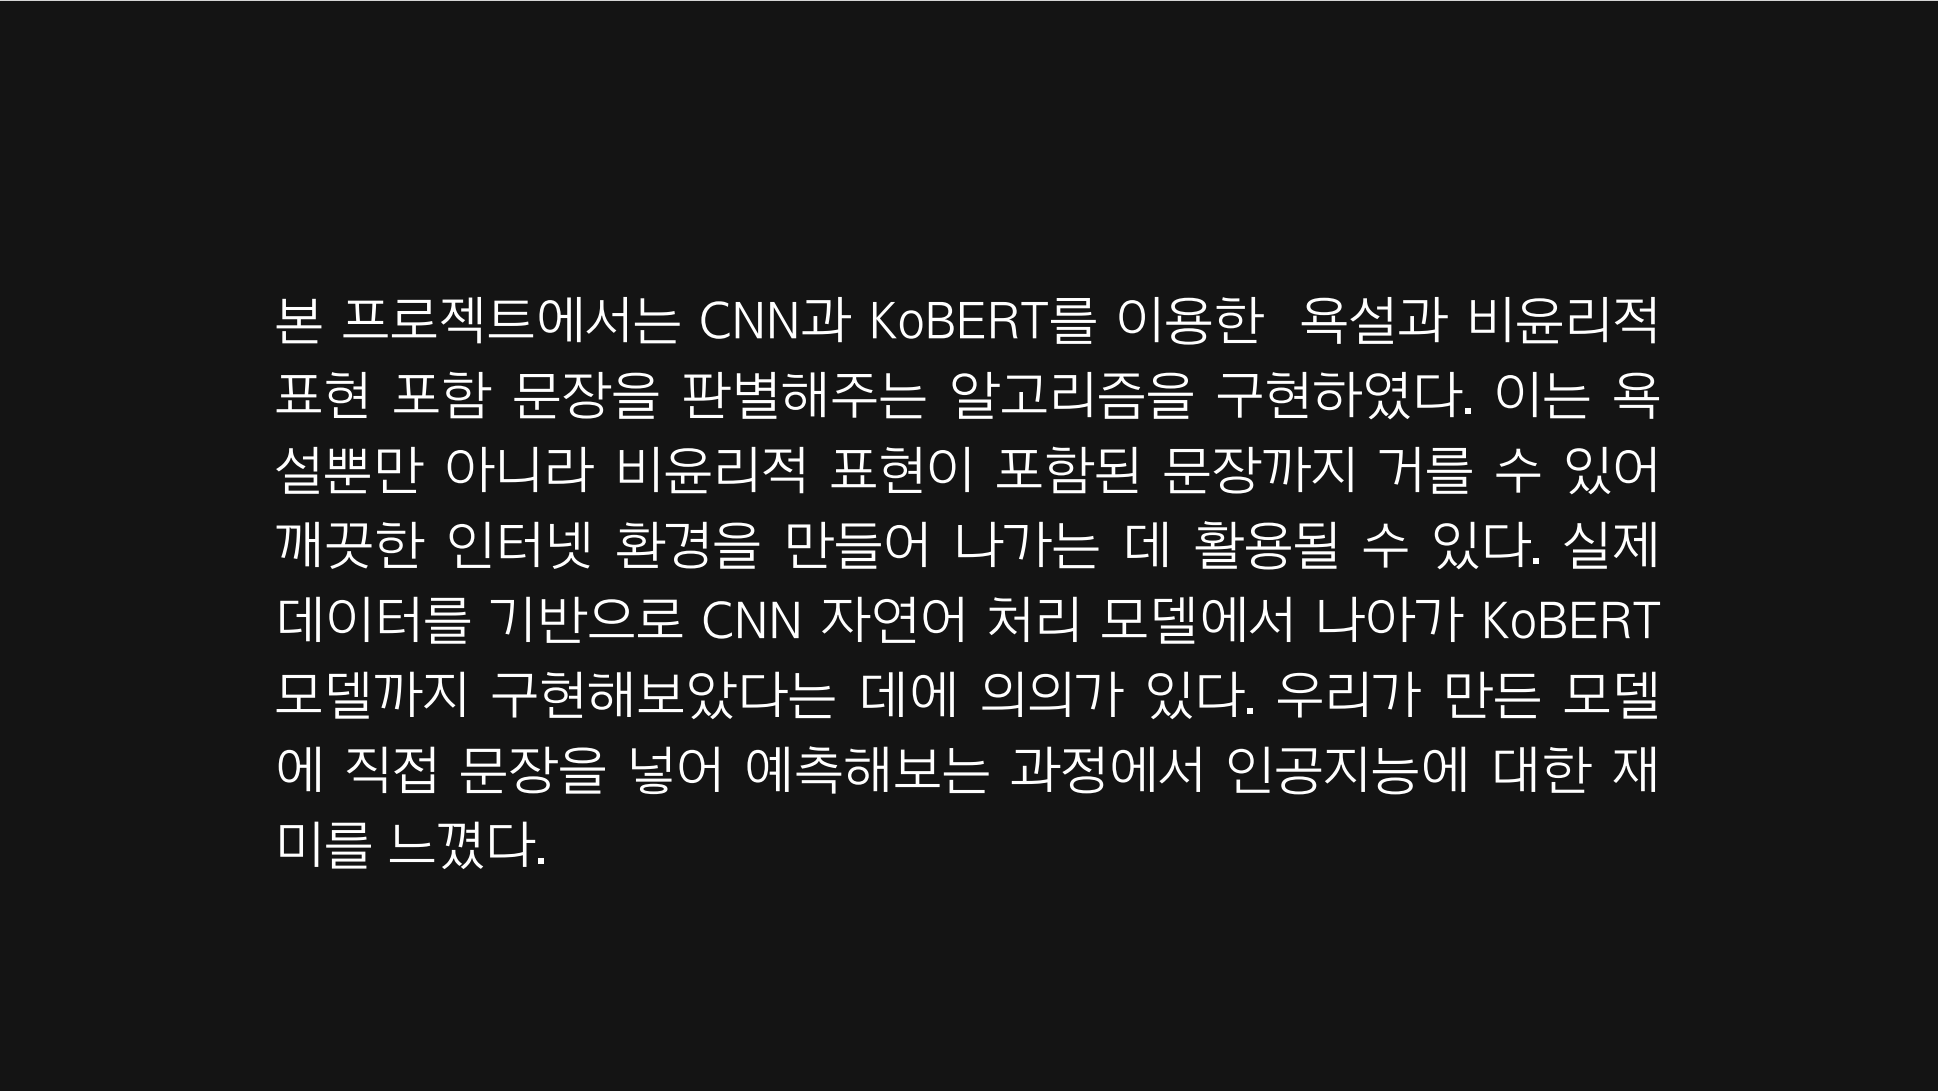 본 프로젝트에서는 CNN과 KoBERT를 이용한  욕설과 비윤리적
표현 포함 문장을 판별해주는 알고리즘을 구현하였다. 이는 욕
설뿐만 아니라 비윤리적 표현이 포함된 문장까지 거를 수 있어
깨끗한 인터넷 환경을 만들어 나가는 데 활용될 수 있다. 실제
데이터를 기반으로 CNN 자연어 처리 모델에서 나아가 KoBERT
모델까지 구현해보았다는 데에 의의가 있다. 우리가 만든 모델
에 직접 문장을 넣어 예측해보는 과정에서 인공지능에 대한 재
미를 느꼈다.